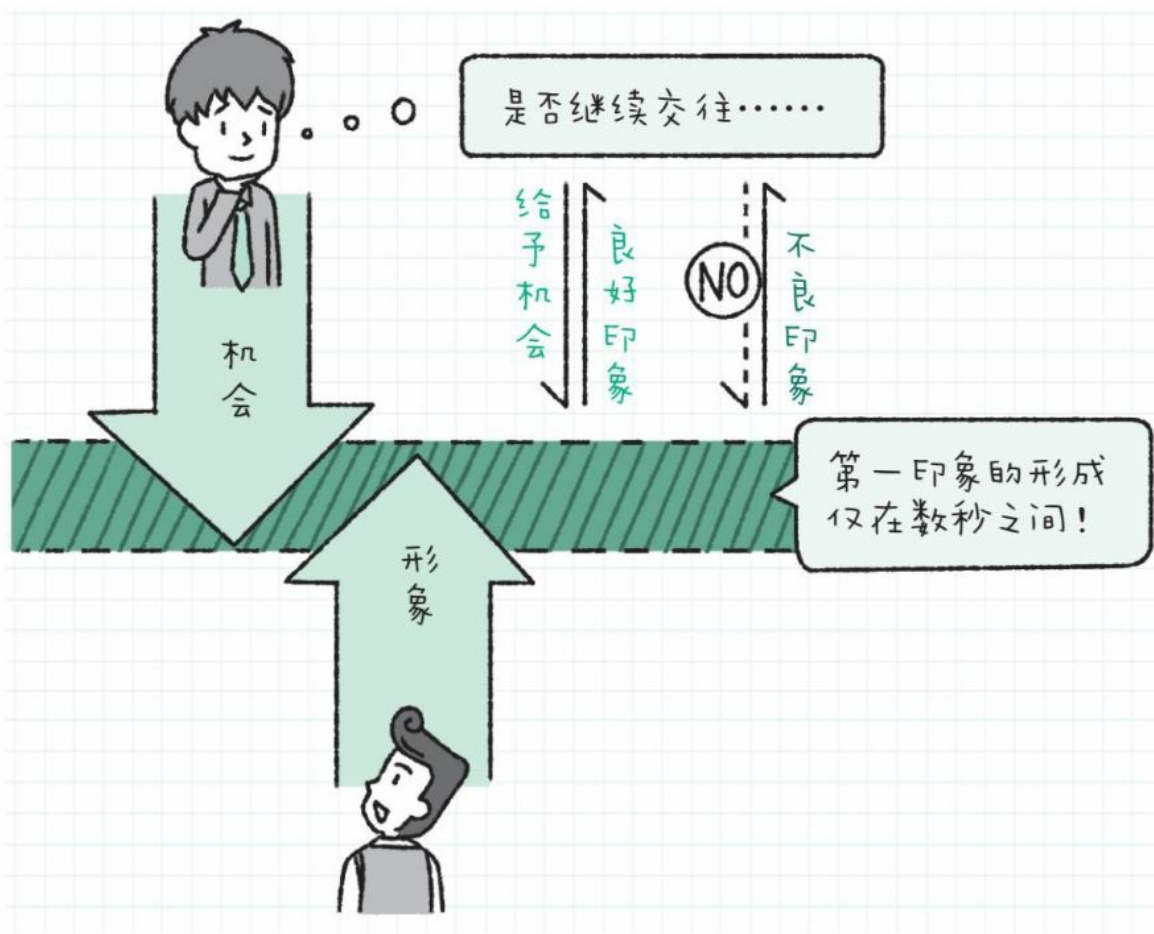 是否继续交往……
给予机会
良好印象
NO
不良印象
机会
第一印象的形成
仅在数秒之间！
形象